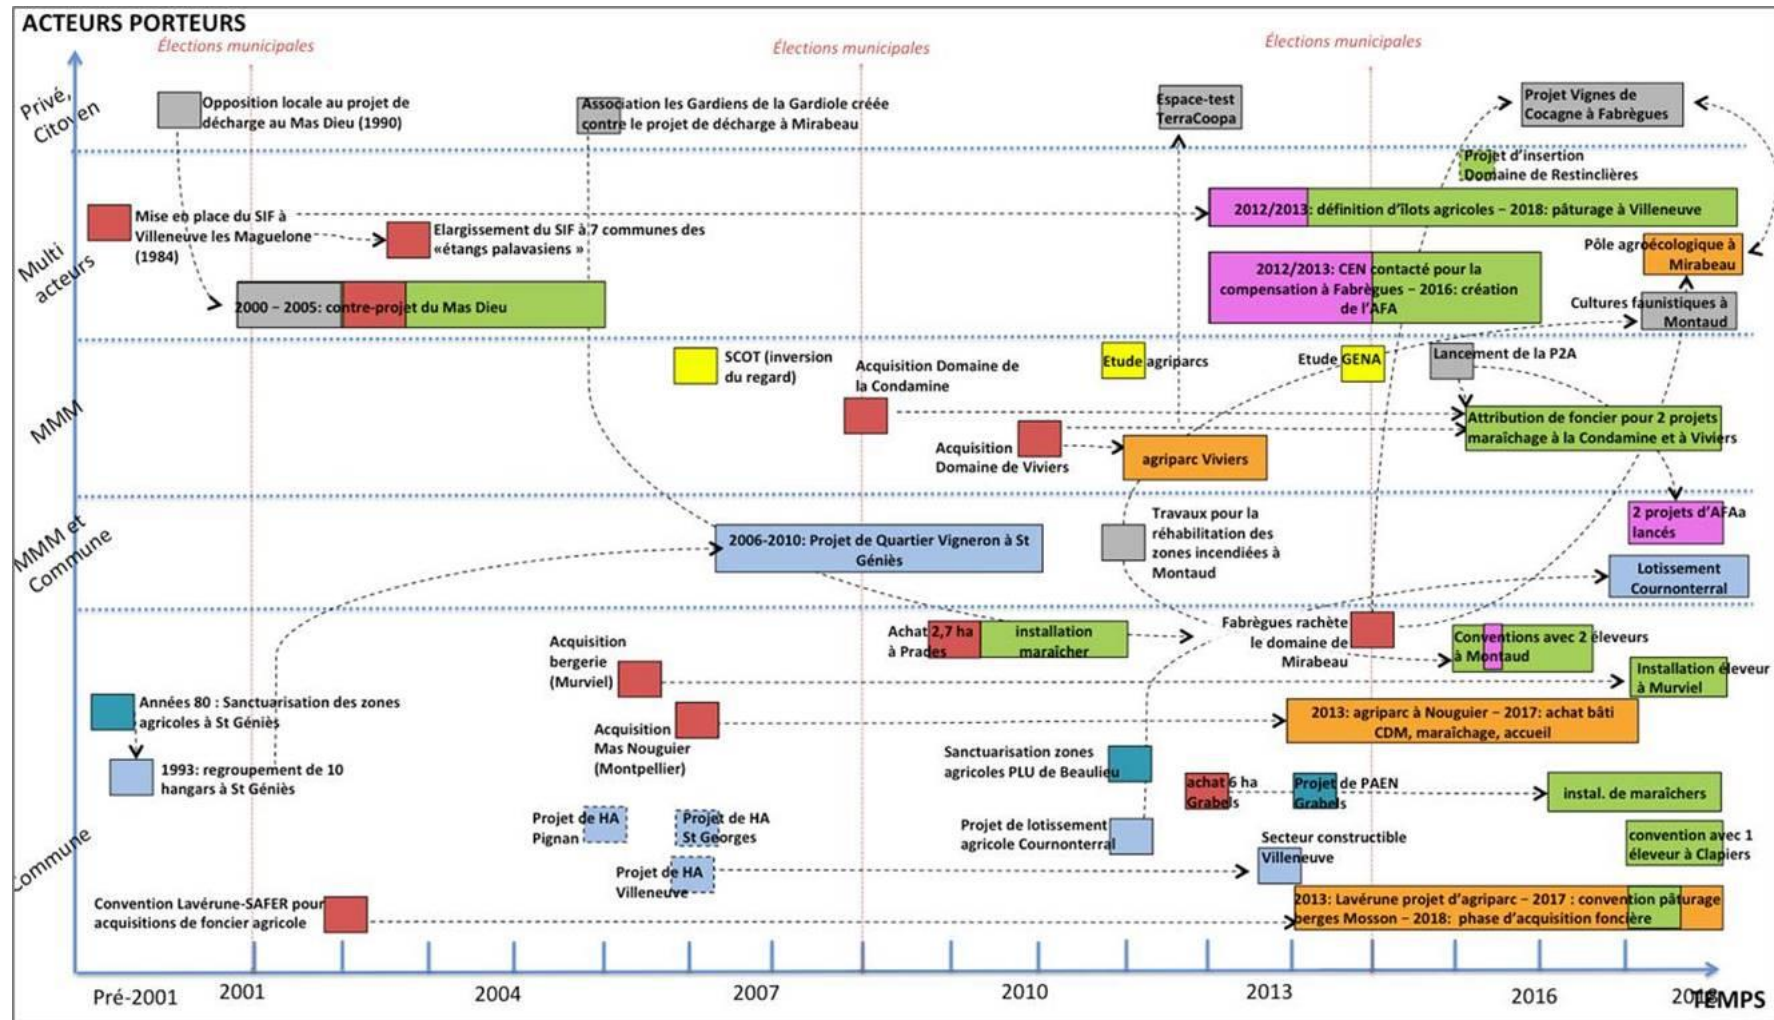 ACTEURS PORTEURS
Élections municipales
Élections municipales
Élections municipales
Privé,
Citoyen
Opposition locale au projet de
décharge au Mas Dieu (1990)
Association les Gardiens de la Gardiole créée
contre le projet de décharge à Mirabeau
Espace-test
TerraCoopa
Projet Vignes de
Cocagne à Fabrègues
Multi
acteurs
Projet d'insertion
Domaine de Restinclières
Mise en place du SIF à
Villeneuve les Maguelone
(1984)
Elargissement du SIF à 7 communes des
«étangs palavasiens »
2012/2013: définition d'îlots agricoles – 2018: pâturage à Villeneuve
Pôle agroécologique à
Mirabeau
2000 – 2005: contre-projet du Mas Dieu
2012/2013: CEN contacté pour la
compensation à Fabrègues – 2016: création
de l'AFA
Cultures faunistiques à
Montaud
MMM
SCOT (inversion
du regard)
Acquisition Domaine de
la Condamine
Etude agriparcs
Etude GENA
Lancement de la P2A
Acquisition
Domaine de Viviers
agriparc Viviers
Attribution de foncier pour 2 projets
maraîchage à la Condamine et à Viviers
MMM et
Commune
2006-2010: Projet de Quartier Vigneron à St
Géniès
Travaux pour la
réhabilitation des
zones incendiées à
Montaud
2 projets d'AFAa
lancés
Lotissement
Cournonterral
Commune
Acquisition
bergerie
(Murviel)
Achat 2,7 ha
à Prades
installation
maraîcher
Fabrègues rachète
le domaine de
Mirabeau
Conventions avec 2 éleveurs
à Montaud
Installation éleveur
à Murviel
Années 80 : Sanctuarisation des zones
agricoles à St Géniès
Acquisition
Mas Nouguier
(Montpellier)
2013: agriparc à Nouguier – 2017: achat bâti
CDM, maraîchage, accueil
1993: regroupement de 10
hangars à St Géniès
Sanctuarisation zones
agricoles PLU de Beaulieu
achat 6 ha
Grabels
Projet de PAEN
Grabels
instal. de maraîchers
Projet de HA
Pignan
Projet de HA
St Georges
Projet de lotissement
agricole Cournonterral
Secteur constructible
Villeneuve
convention avec 1
éleveur à Clapiers
Projet de HA
Villeneuve
Convention Lavérune-SAFER pour
acquisitions de foncier agricole
2013: Lavérune projet d'agriparc – 2017 : convention pâturage
berges Mosson – 2018: phase d'acquisition foncière
Pré-2001
2001
2004
2007
2010
2013
2016
2018
TEMPS